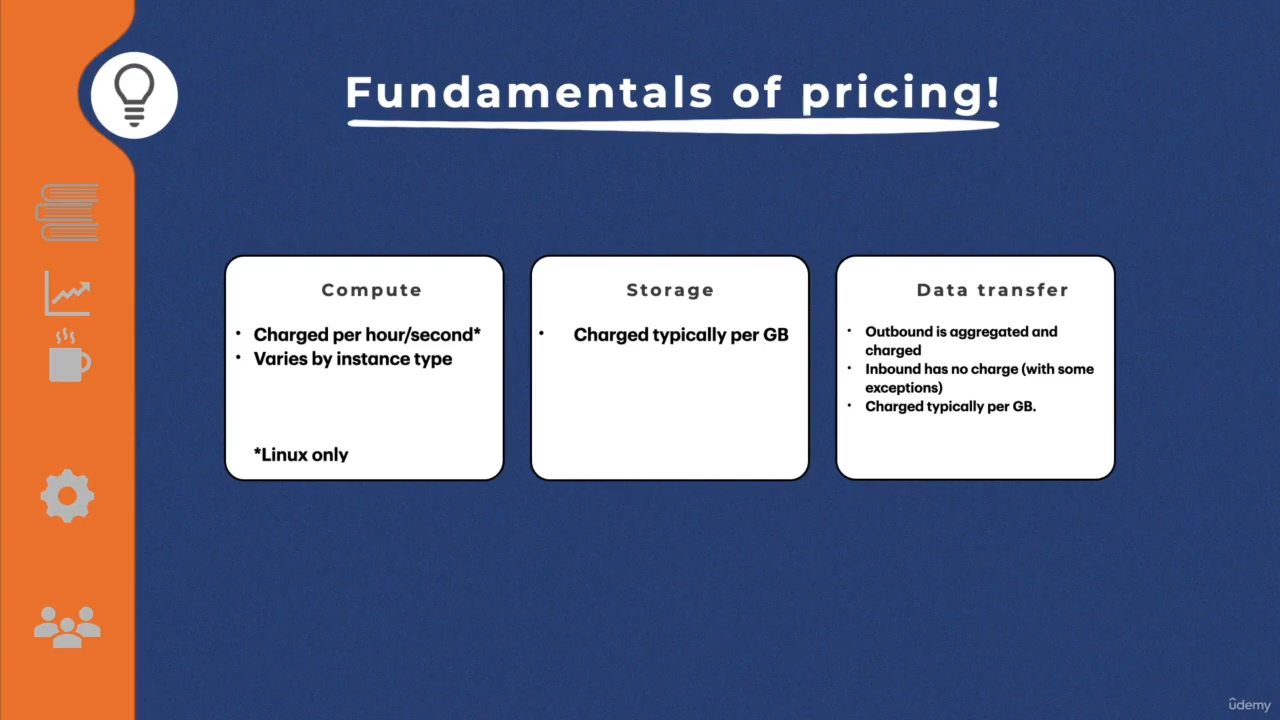 Fundamentals of pricing!
Compute
• Charged per hour/second*
• Varies by instance type
*Linux only
Storage
• Charged typically per GB
Data transfer
• Outbound is aggregated and
charged
• Inbound has no charge (with some
exceptions)
• Charged typically per GB.
ûdemy